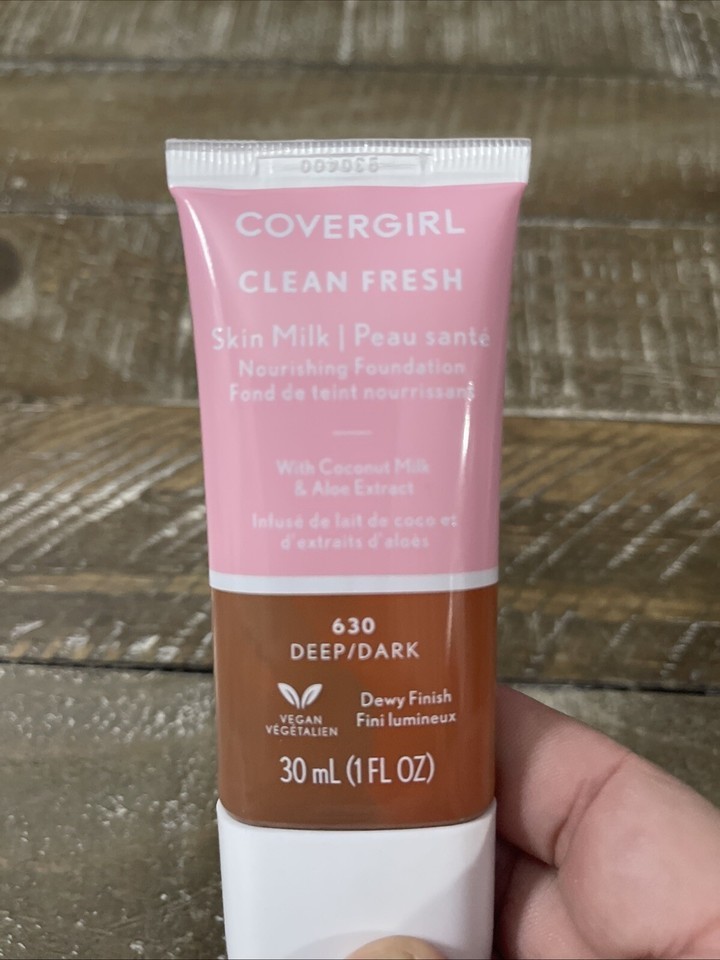 COVERGIRL
CLEAN FRESH
Skin Milk | Peau santé
Nourishing Foundation
Fond de teint nourrissant
With Coconut Milk
& Aloe Extract
Infusé de lait de coco et
d'extraits d'aloès
630
DEEP/DARK
VEGAN
VÉGÉTALIEN
Dewy Finish
Fini lumineux
30 mL (1 FL OZ)